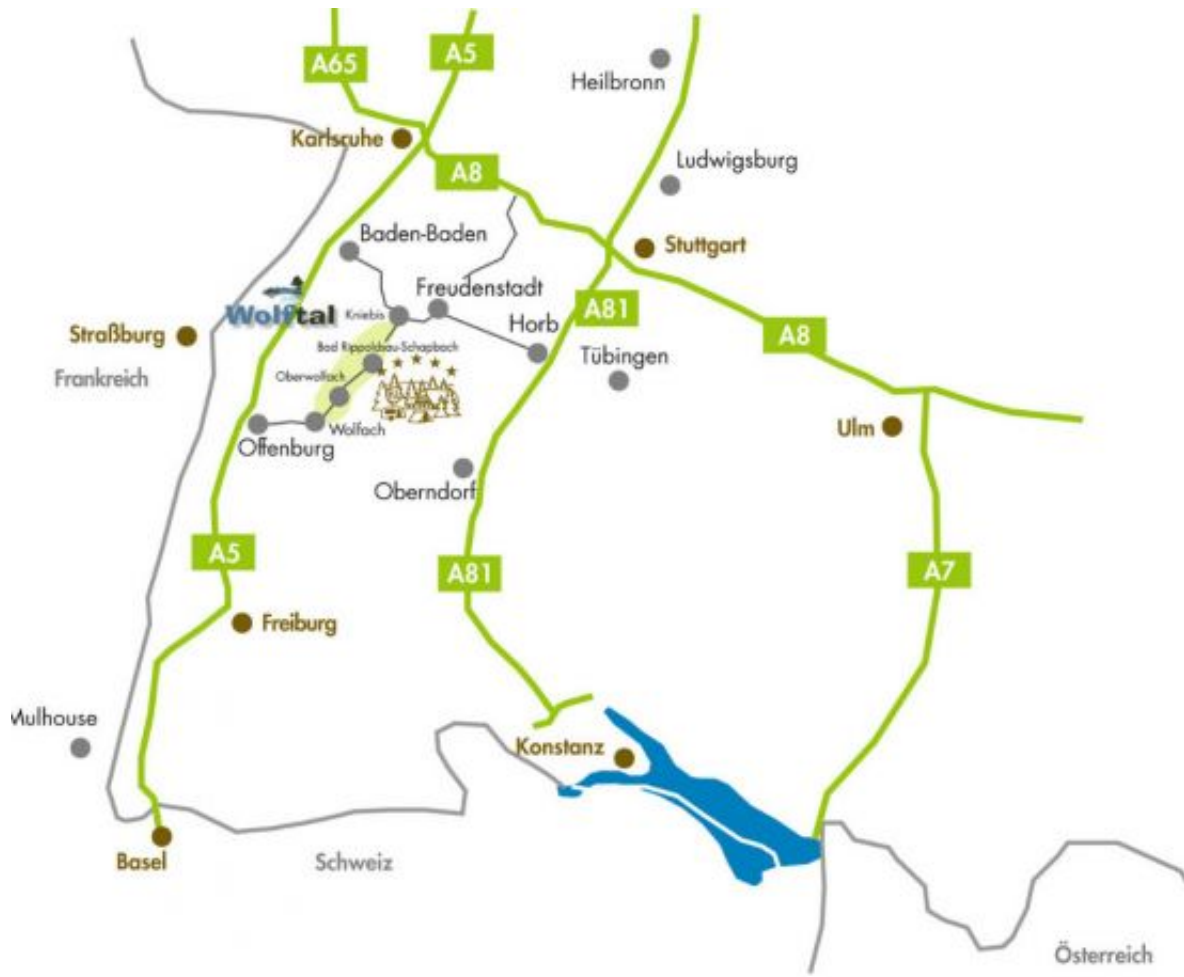 A65
A5
Heilbronn
Karlsruhe
Ludwigsburg
A8
Baden-Baden
Stuttgart
Freudenstadt
Wolftal
Kniebis
A81
Straßburg
Horb
A8
Bad Rippoldsau-Schapbach
Tübingen
Frankreich
Oberwolfach
Wolfach
Ulm
Offenburg
Oberndorf
A5
A81
A7
Freiburg
Mulhouse
Konstanz
Basel
Schweiz
Österreich